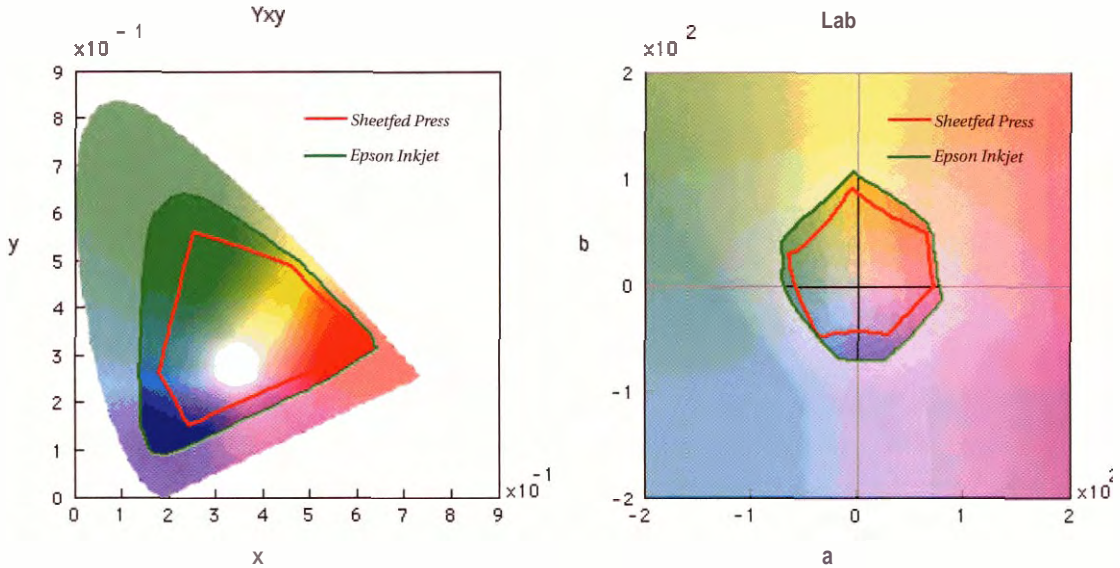 Yxy
x10 -1
9
8
7
6
5
4
3
2
1
0
y
Sheetfed Press
Epson Inkjet
0 1 2 3 4 5 6 7 8 9
x10 -1
x
Lab
x10 2
2
1
0
-1
-2
b
Sheetfed Press
Epson Inkjet
-2 -1 0 1 2
x10 2
a